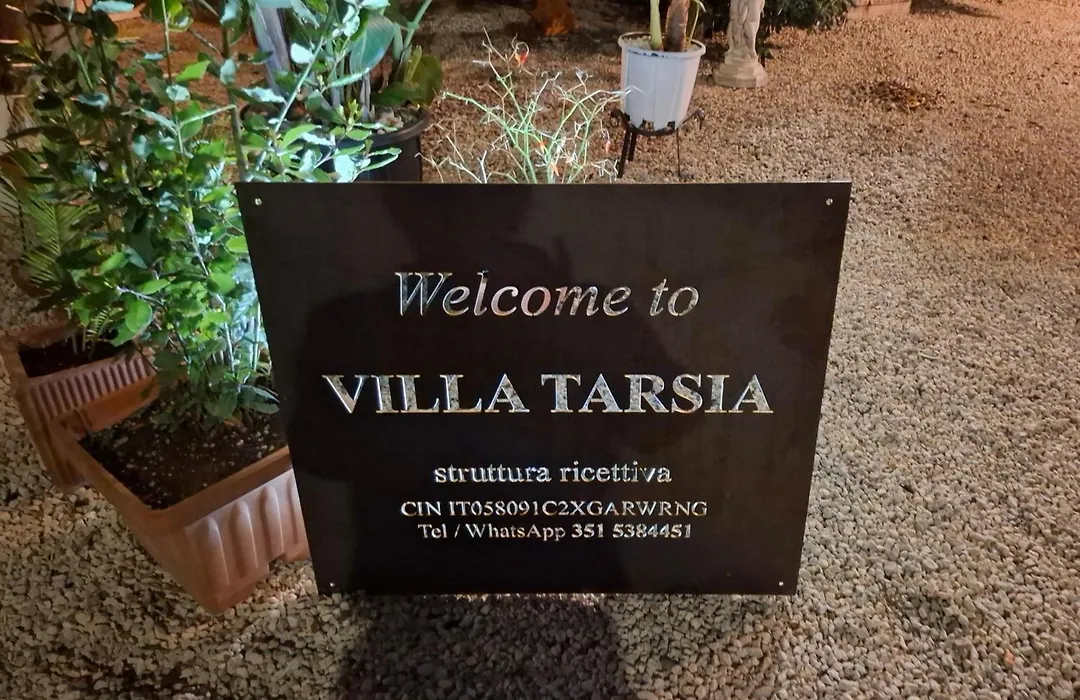 Welcome to
VILLA TARSIA
struttura ricettiva
CIN IT058091C2XGARWRNG
Tel / WhatsApp 351 5384451